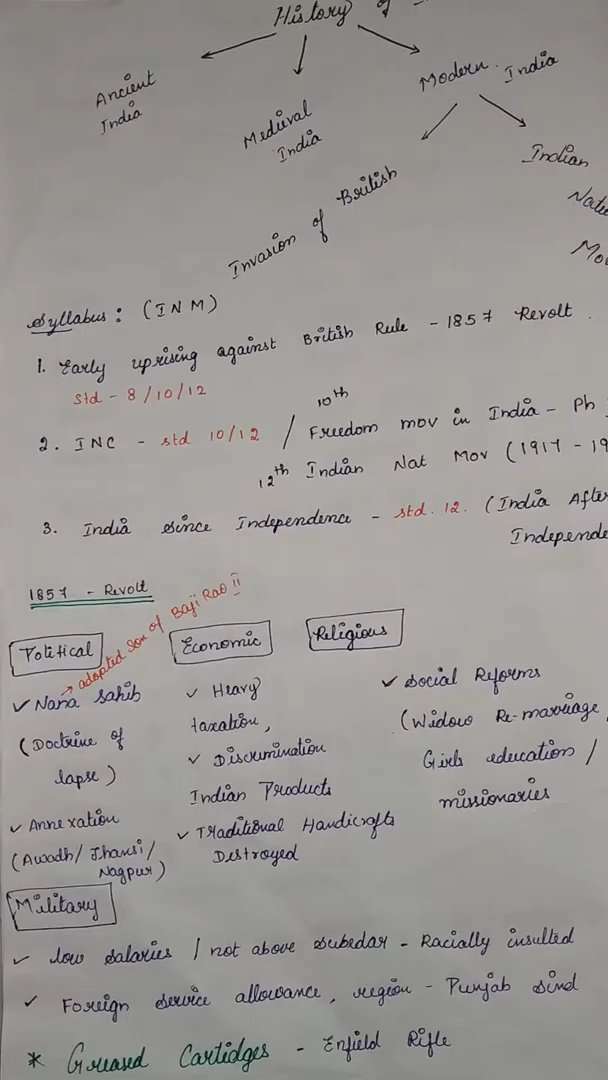 History of
Ancient
India
Medieval
India
Modern India
Invasion of British
Indian
Syllabus: (INM)
1. Early uprising against British Rule - 1857 Revolt.
Std - 8/10/12
2. INC - std 10/12 / 10th Freedom mov in India - Ph
12th Indian Nat Mov (1917 - 19
3. India since Independence - std. 12. (India After
1857 - Revolt
adopted son of Baji Rao II
Political
Economic
Religious
✓ Nana Sahib
(Doctrine of
lapse)
✓ Annexation
(Awadh/ Jhansi/
Nagpur)
✓ Heavy
taxation,
✓ Discrimination
Indian Products
✓ Traditional Handicrafts
Destroyed
✓ Social Reforms
(Widow Re-marriage,
Girls edeucation /
missionaries
Military
✓ low salaries / not above subedar - Racially insulted
✓ Foreign service allowance, region - Punjab Sind
* Greased Cartidges - Enfield Rifle